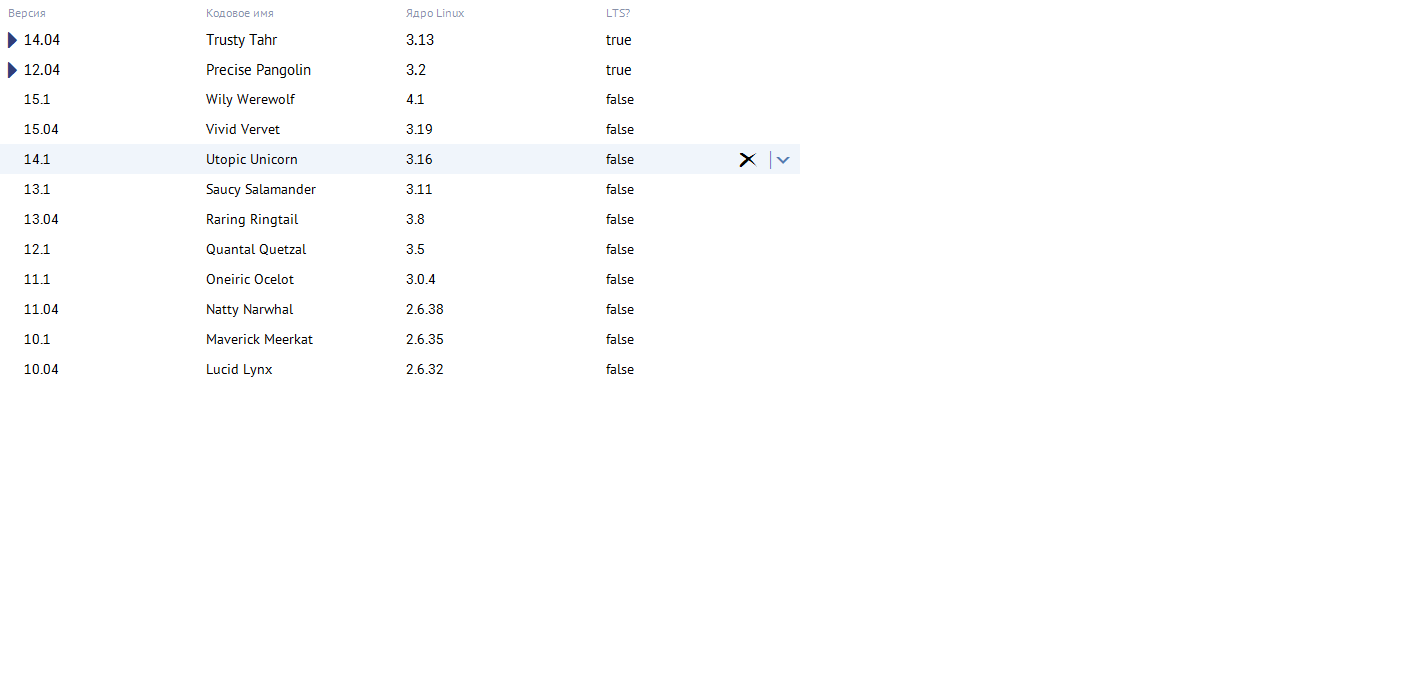 Версия Кодовое имя Ядро Linux LTS?
14.04 Trusty Tahr 3.13 true
12.04 Precise Pangolin 3.2 true
15.1 Wily Werewolf 4.1 false
15.04 Vivid Vervet 3.19 false
14.1 Utopic Unicorn 3.16 false
13.1 Saucy Salamander 3.11 false
13.04 Raring Ringtail 3.8 false
12.1 Quantal Quetzal 3.5 false
11.1 Oneiric Ocelot 3.0.4 false
11.04 Natty Narwhal 2.6.38 false
10.1 Maverick Meerkat 2.6.35 false
10.04 Lucid Lynx 2.6.32 false